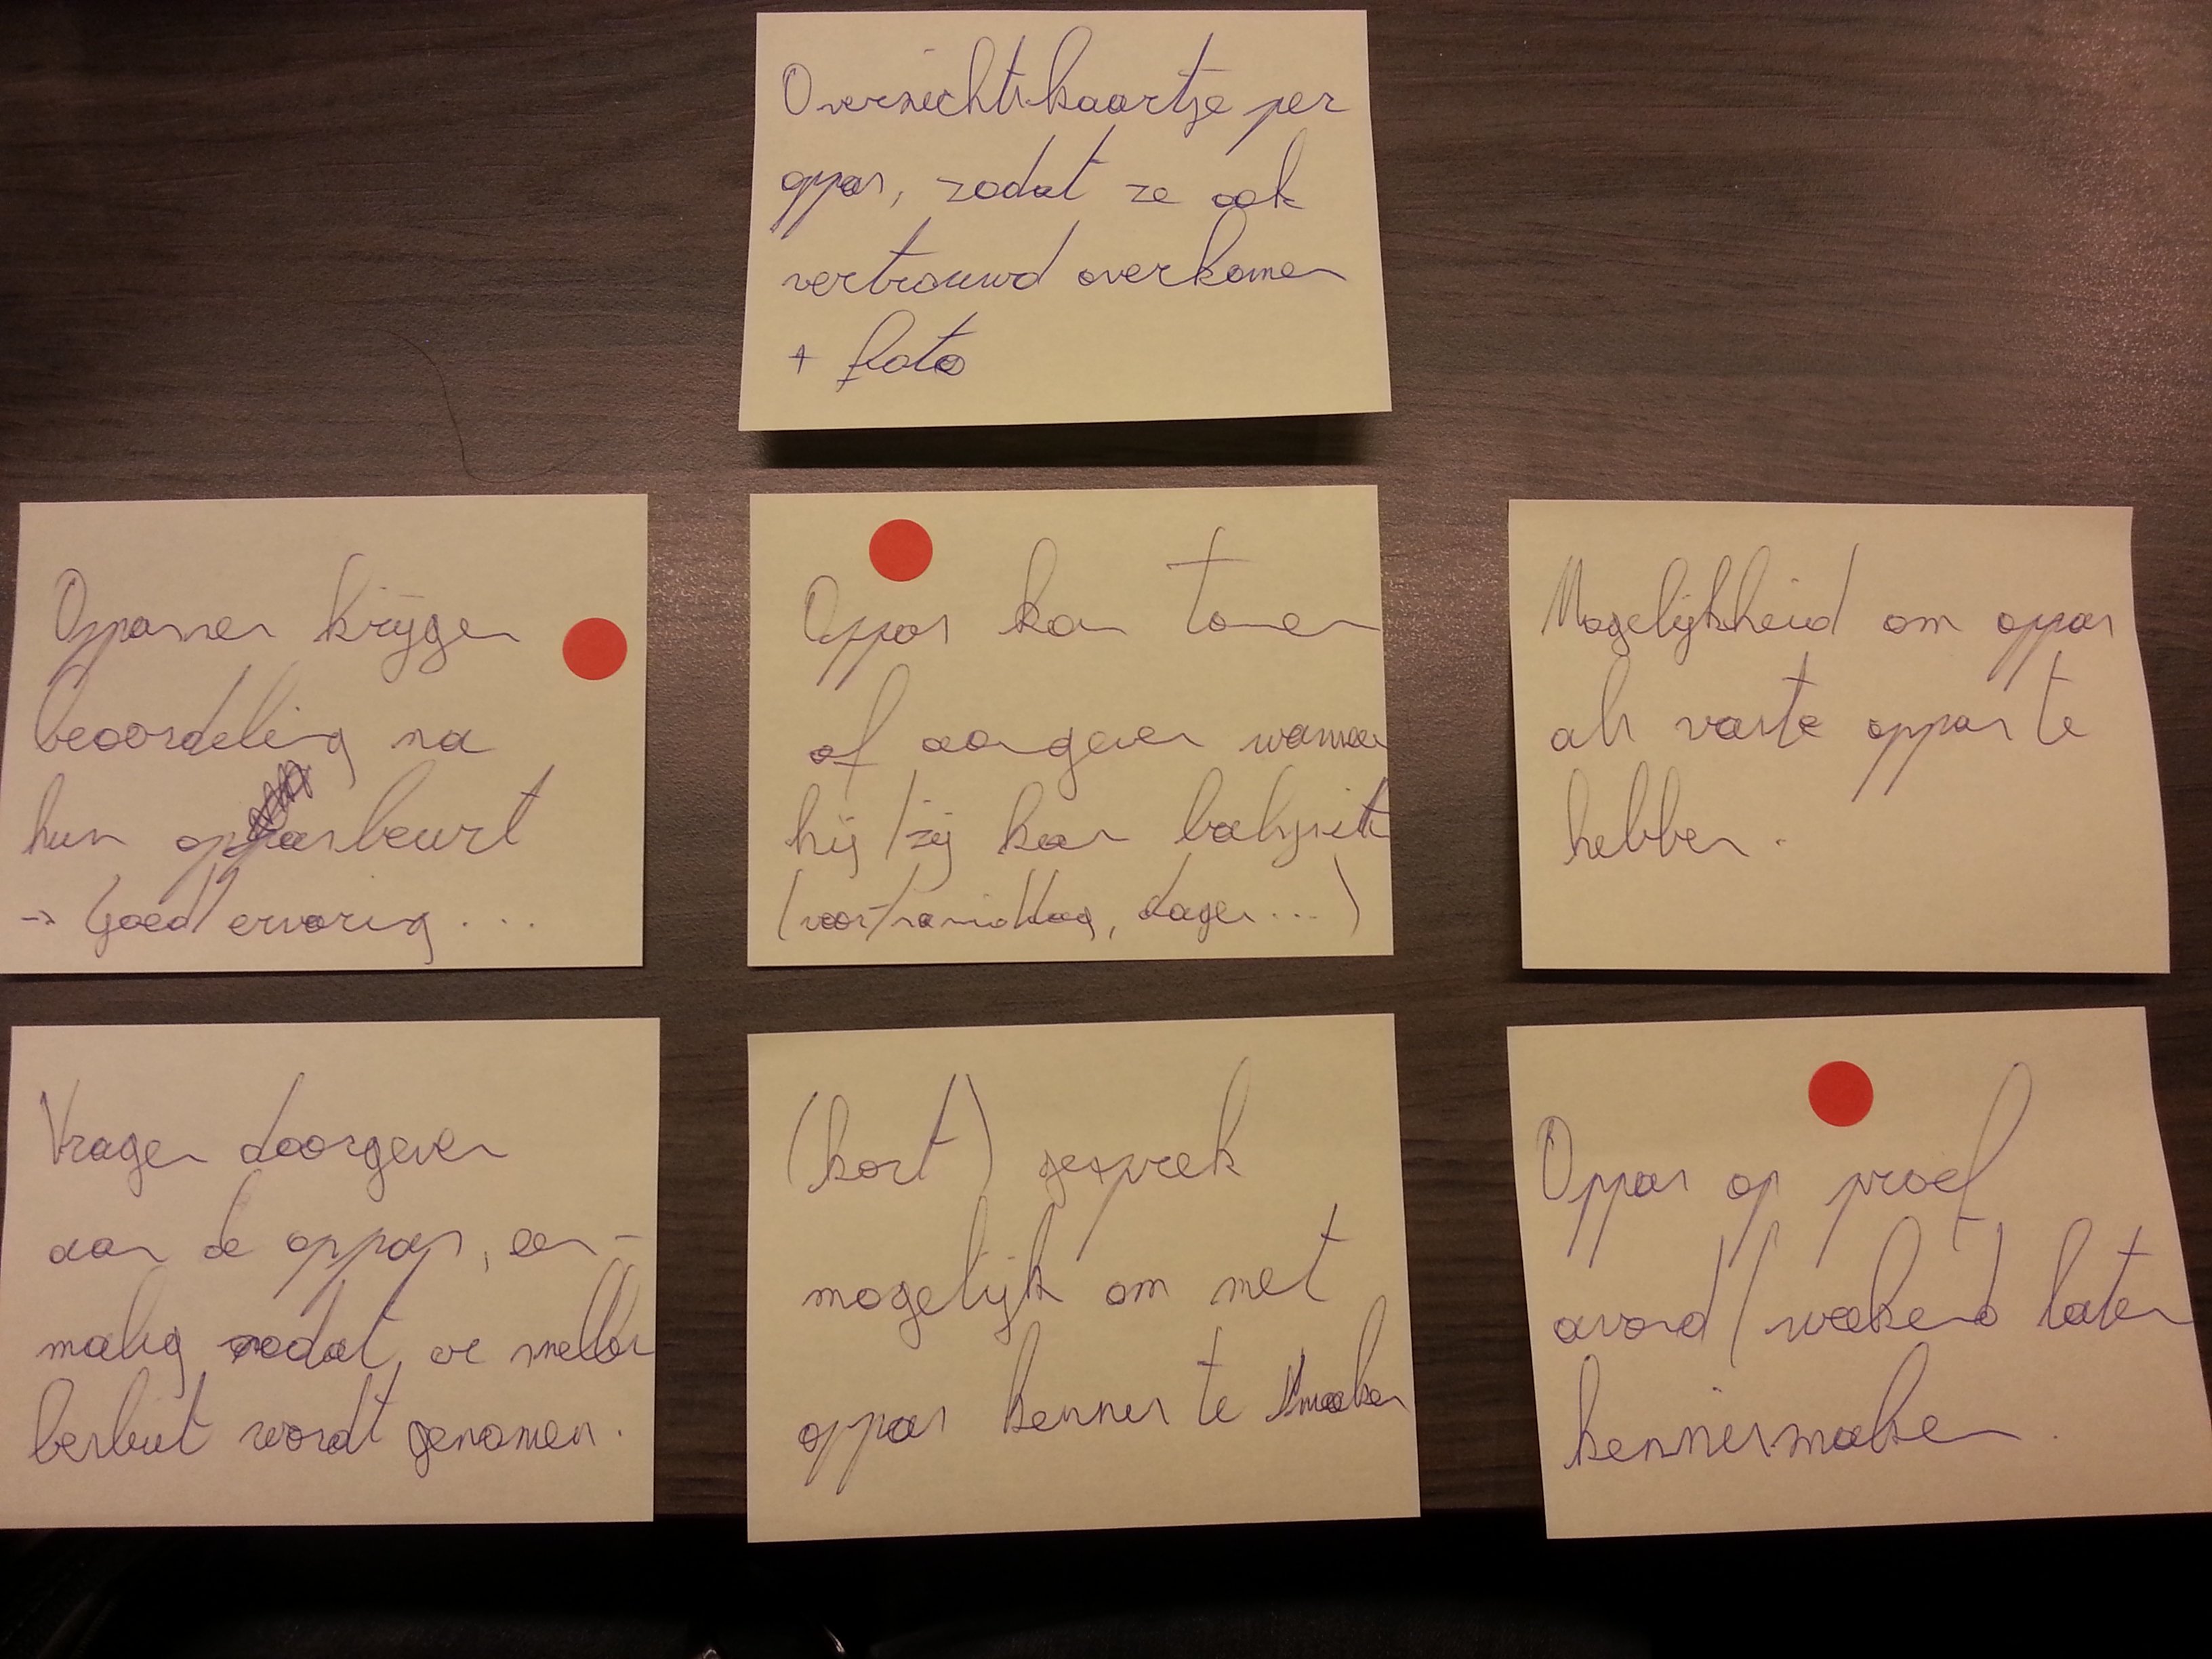 Overzichtskaartje per
oppas, zodat ze ook
vertrouwd overkomen
+ foto
Oppassen krijgen
beoordeling na
hun oppasbeurt
-> Goed/ervaring ...
Oppas kan tonen
of aangeven wanneer
hij/zij kan babysitten
(voor/namiddag, dagen ...)
Mogelijkheid om oppas
als vaste oppas te
hebben.
Vragen doorgeven
aan de oppas, een-
malig zodat er sneller
besluit wordt genomen.
(kort) gesprek
mogelijk om met
oppas kennis te maken
Oppas op proef
avond/weekend laten
kennismaken.